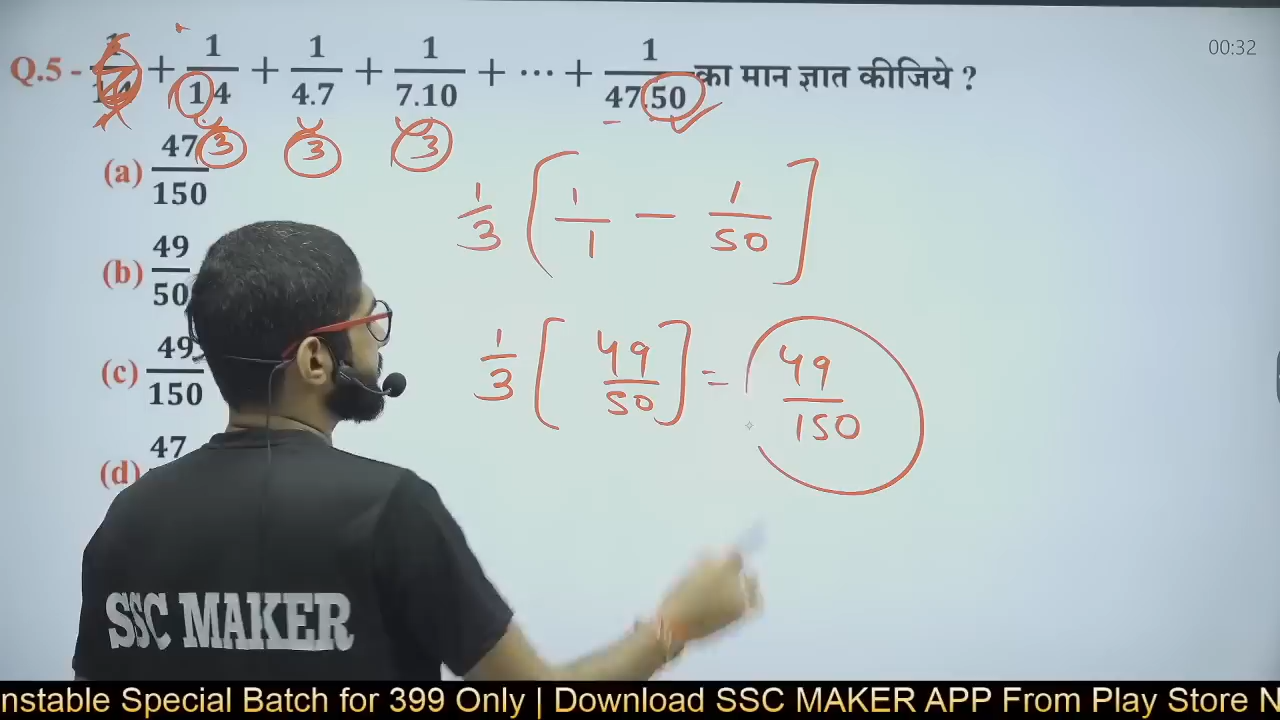 00:32
Q.5 - + 1/1.4 + 1/4.7 + 1/7.10 + ⋯ + 1/47.50 का मान ज्ञात कीजिये ?
3 3 3
(a) 47/150
(b) 49/50
(c) 49/150
(d) 47
1/3 [ 1/1 - 1/50 ]
1/3 [ 49/50 ] = 49/150
SSC MAKER
nstable Special Batch for 399 Only | Download SSC MAKER APP From Play Store N